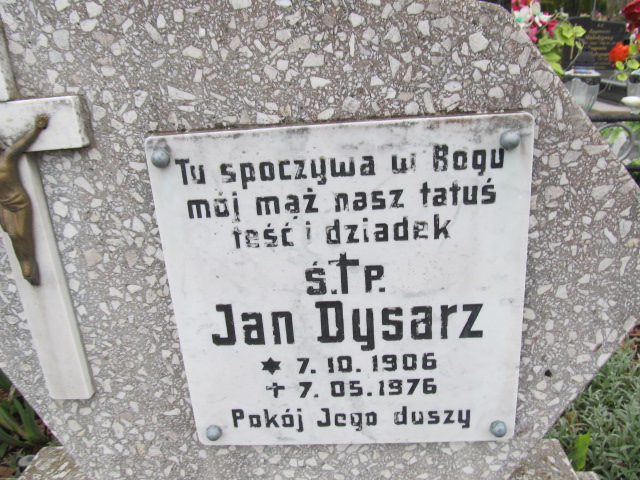 Tu spoczywa w Bogu
mój mąż nasz tatuś
teść i dziadek
Ś.†P.
Jan Dysarz
✶ 7.10.1906
✝ 7.05.1976
Pokój Jego duszy